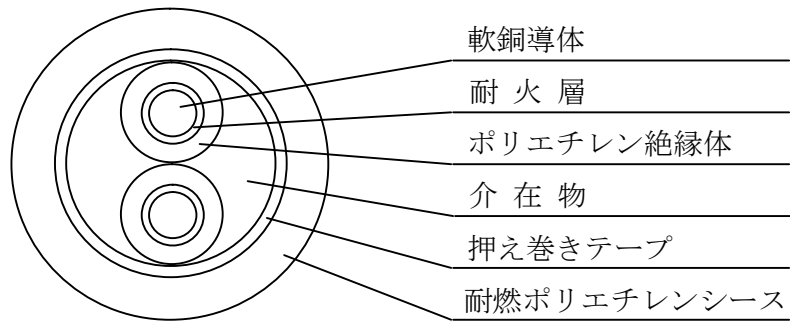 軟銅導体
耐 火 層
ポリエチレン絶縁体
介 在 物
押え巻きテープ
耐燃ポリエチレンシース